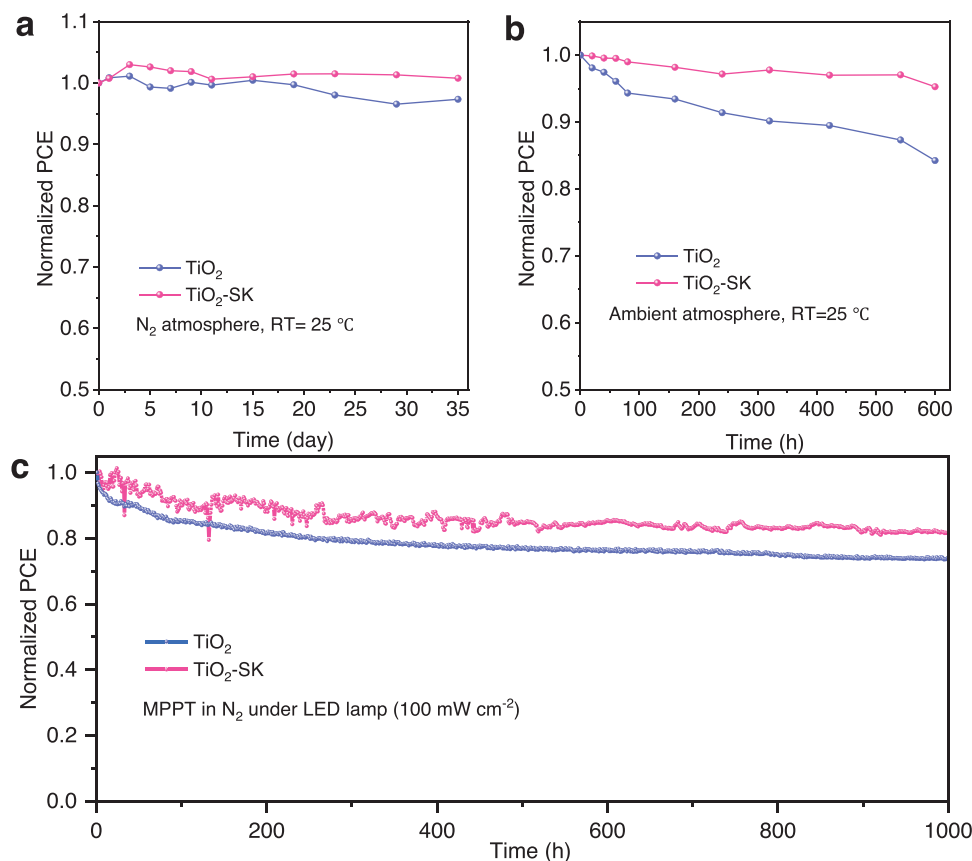 a
1.1
1.0
0.9
0.8
0.7
0.6
0.5
Normalized PCE
TiO2
TiO2-SK
N2 atmosphere, RT= 25 ℃
0 5 10 15 20 25 30 35
Time (day)
b
1.0
0.9
0.8
0.7
0.6
0.5
Normalized PCE
TiO2
TiO2-SK
Ambient atmosphere, RT=25 ℃
0 100 200 300 400 500 600
Time (h)
c
1.0
0.8
0.6
0.4
0.2
0.0
Normalized PCE
TiO2
TiO2-SK
MPPT in N2 under LED lamp (100 mW cm-2)
0 200 400 600 800 1000
Time (h)